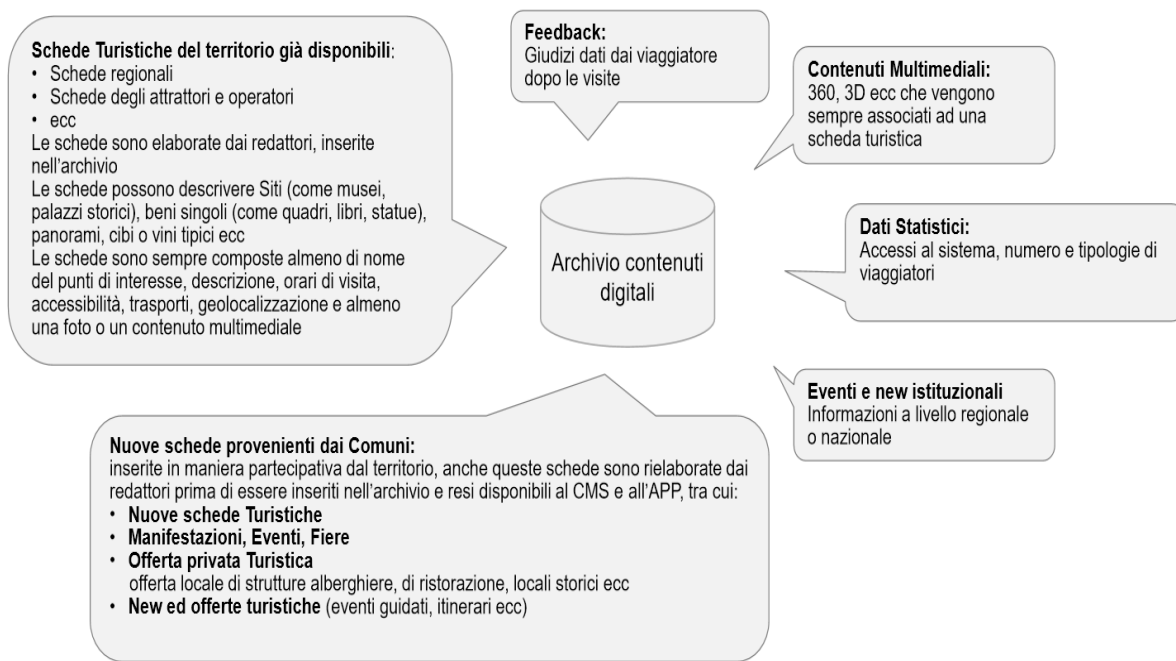 Schede Turistiche del territorio già disponibili:
• Schede regionali
• Schede degli attrattori e operatori
• ecc
Le schede sono elaborate dai redattori, inserite
nell'archivio
Le schede possono descrivere Siti (come musei,
palazzi storici), beni singoli (come quadri, libri, statue),
panorami, cibi o vini tipici ecc
Le schede sono sempre composte almeno di nome
del punti di interesse, descrizione, orari di visita,
accessibilità, trasporti, geolocalizzazione e almeno
una foto o un contenuto multimediale
Feedback:
Giudizi dati dai viaggiatore
dopo le visite
Contenuti Multimediali:
360, 3D ecc che vengono
sempre associati ad una
scheda turistica
Archivio contenuti
digitali
Dati Statistici:
Accessi al sistema, numero e tipologie di
viaggiatori
Eventi e new istituzionali
Informazioni a livello regionale
o nazionale
Nuove schede provenienti dai Comuni:
inserite in maniera partecipativa dal territorio, anche queste schede sono rielaborate dai
redattori prima di essere inseriti nell'archivio e resi disponibili al CMS e all'APP, tra cui:
• Nuove schede Turistiche
• Manifestazioni, Eventi, Fiere
• Offerta privata Turistica
offerta locale di strutture alberghiere, di ristorazione, locali storici ecc
• New ed offerte turistiche (eventi guidati, itinerari ecc)